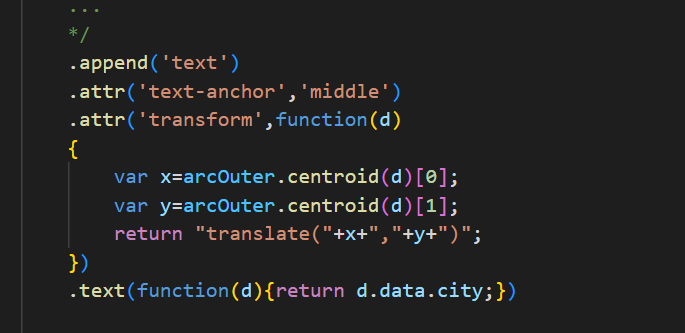 ...
*/
.append('text')
.attr('text-anchor','middle')
.attr('transform',function(d)
{
var x=arcOuter.centroid(d)[0];
var y=arcOuter.centroid(d)[1];
return "translate("+x+","+y+")";
})
.text(function(d){return d.data.city;})